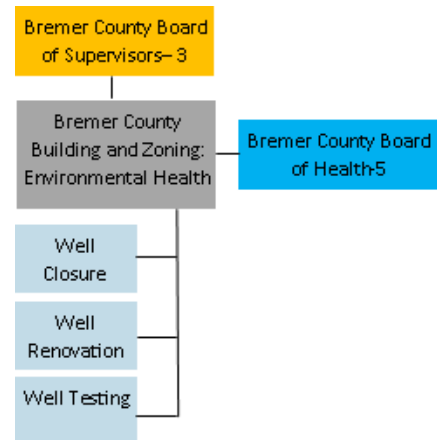 Bremer County Board
of Supervisors– 3
Bremer County
Building and Zoning:
Environmental Health
Bremer County Board
of Health-5
Well
Closure
Well
Renovation
Well Testing